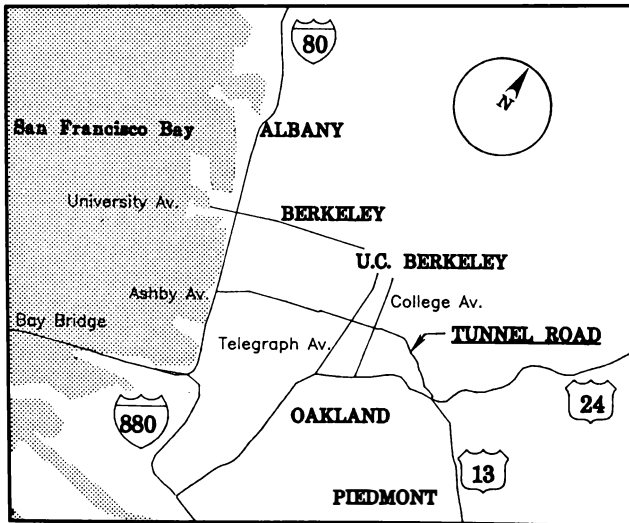 80
N
San Francisco Bay
ALBANY
University Av.
BERKELEY
U.C. BERKELEY
Ashby Av.
College Av.
Bay Bridge
Telegraph Av.
TUNNEL ROAD
880
OAKLAND
24
13
PIEDMONT